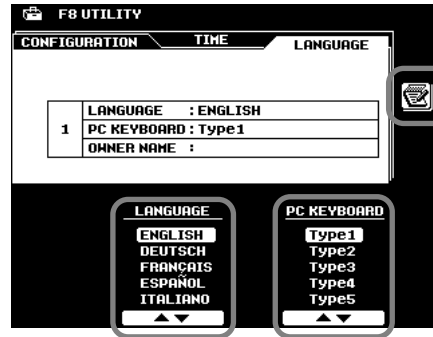 F8 UTILITY
CONFIGURATION TIME LANGUAGE
LANGUAGE : ENGLISH
1 PC KEYBOARD : Type1
OWNER NAME :
LANGUAGE PC KEYBOARD
ENGLISH Type1
DEUTSCH Type2
FRANÇAIS Type3
ESPAÑOL Type4
ITALIANO Type5